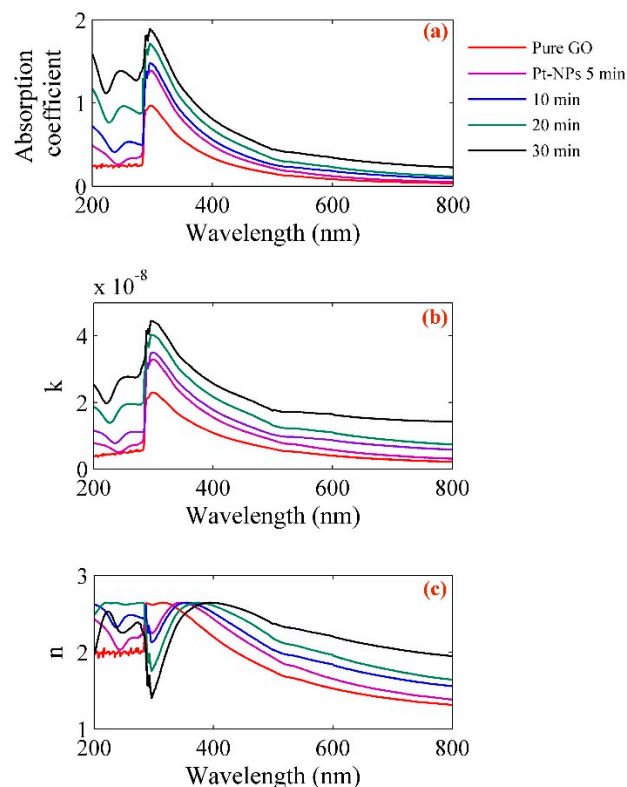 (a)
Absorption
coefficient
2
1
0
200 400 600 800
Wavelength (nm)
Pure GO
Pt-NPs 5 min
10 min
20 min
30 min
x 10^-8
(b)
k
4
2
0
200 400 600 800
Wavelength (nm)
(c)
n
3
2
1
200 400 600 800
Wavelength (nm)